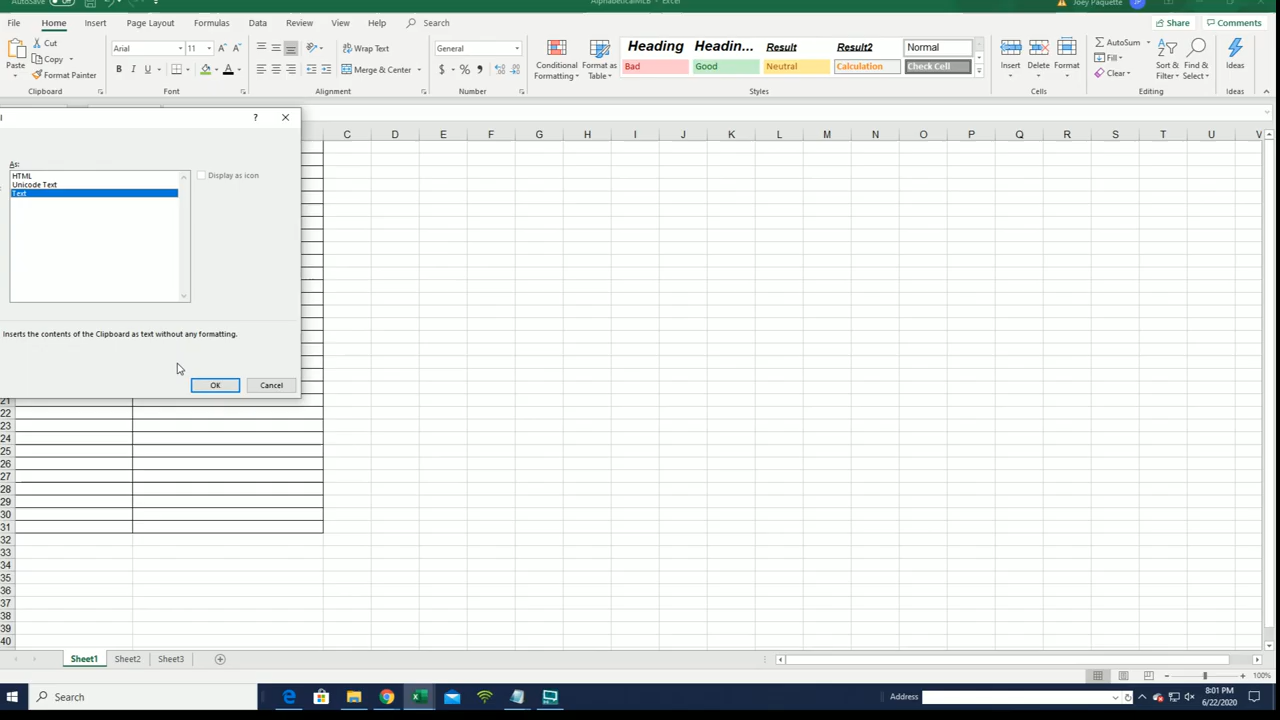 AutoSave Off AlphabeticalMLB - Excel Joey Paquette JP
File Home Insert Page Layout Formulas Data Review View Help Search Share Comments
Paste Cut Copy Format Painter Clipboard
Arial 11 B I U A A A Font
Wrap Text Merge & Center Alignment
General $ % , Number
Conditional Formatting Format as Table
Heading Headin... Result Result2 Normal
Bad Good Neutral Calculation Check Cell
Styles
Insert Delete Format Cells
AutoSum Fill Clear Sort & Filter Find & Select Editing
Ideas Ideas
C D E F G H I J K L M N O P Q R S T U V
? ×
As:
HTML
Unicode Text
Text
Display as icon
Inserts the contents of the Clipboard as text without any formatting.
OK Cancel
21
22
23
24
25
26
27
28
29
30
31
32
33
34
35
36
37
38
39
40
Sheet1 Sheet2 Sheet3
100%
Search
Address
8:01 PM
6/22/2020